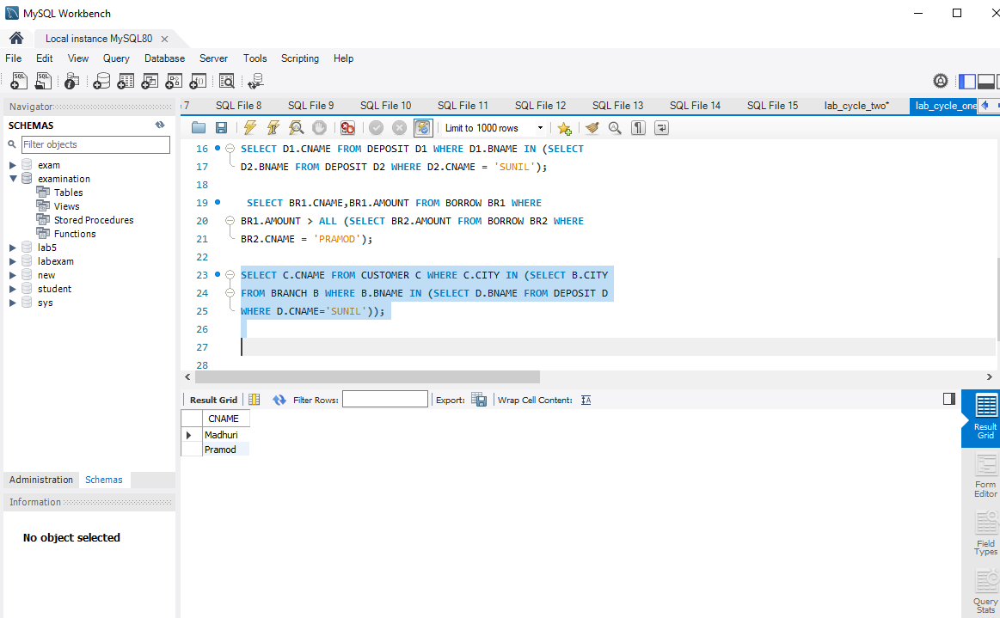 MySQL Workbench
Local instance MySQL80
File Edit View Query Database Server Tools Scripting Help
Navigator
SCHEMAS
Filter objects
exam
examination
Tables
Views
Stored Procedures
Functions
lab5
labexam
new
student
sys
Administration Schemas
Information
No object selected
7 SQL File 8 SQL File 9 SQL File 10 SQL File 11 SQL File 12 SQL File 13 SQL File 14 SQL File 15 lab_cycle_two* lab_cycle_one
Limit to 1000 rows
16 SELECT D1.CNAME FROM DEPOSIT D1 WHERE D1.BNAME IN (SELECT
17 D2.BNAME FROM DEPOSIT D2 WHERE D2.CNAME = 'SUNIL');
18
19 SELECT BR1.CNAME,BR1.AMOUNT FROM BORROW BR1 WHERE
20 BR1.AMOUNT > ALL (SELECT BR2.AMOUNT FROM BORROW BR2 WHERE
21 BR2.CNAME = 'PRAMOD');
22
23 SELECT C.CNAME FROM CUSTOMER C WHERE C.CITY IN (SELECT B.CITY
24 FROM BRANCH B WHERE B.BNAME IN (SELECT D.BNAME FROM DEPOSIT D
25 WHERE D.CNAME='SUNIL'));
26
27
28
Result Grid Filter Rows: Export: Wrap Cell Content:
CNAME
Madhuri
Pramod
Result
Grid
Form
Editor
Field
Types
Query
Stats